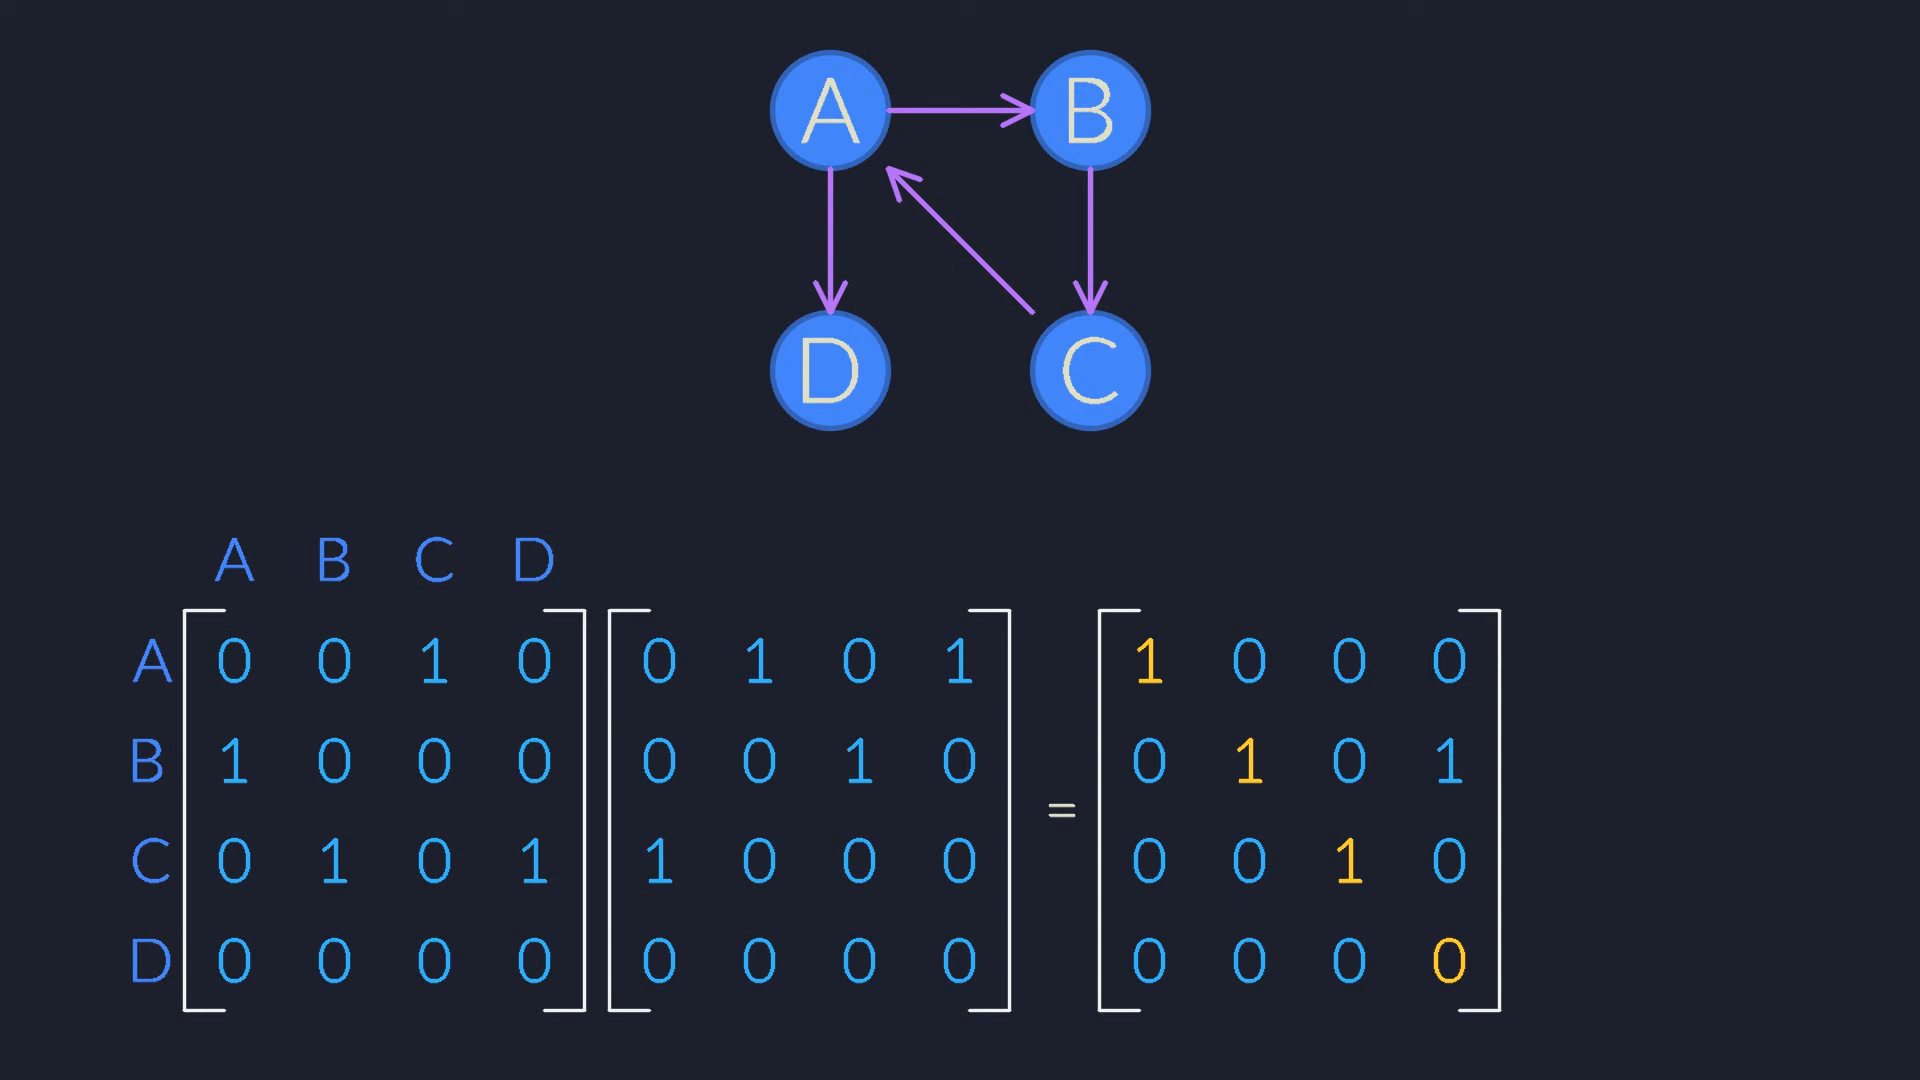 A B
D C
A B C D
A 0 0 1 0 0 1 0 1 1 0 0 0
B 1 0 0 0 0 0 1 0 0 1 0 1
=
C 0 1 0 1 1 0 0 0 0 0 1 0
D 0 0 0 0 0 0 0 0 0 0 0 0